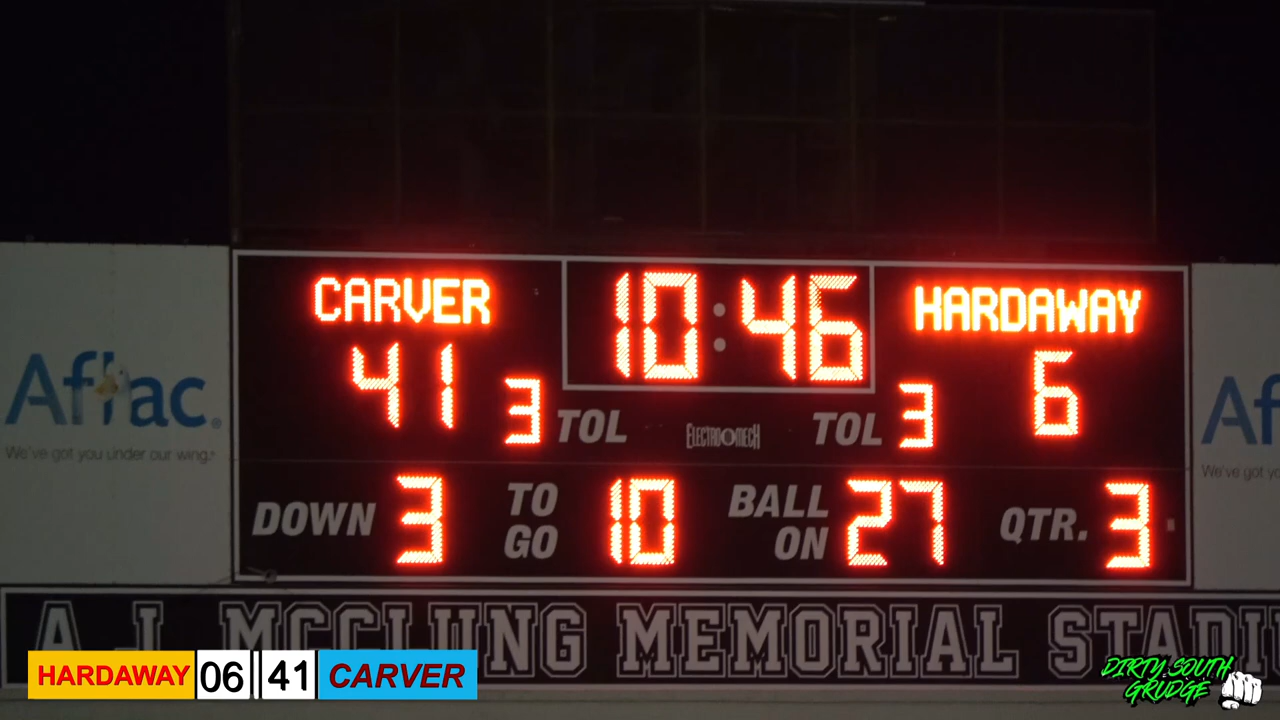 CARVER 10:46 HARDAWAY
41 3 TOL ELECTRO-MECH TOL 3 6
DOWN 3 TO GO 10 BALL ON 27 QTR. 3
Aflac®
We've got you under our wing.®
Af
We've got yo
A.J. MCCLUNG MEMORIAL STADIU
HARDAWAY 06 41 CARVER
DIRTY SOUTH
GRUDGE